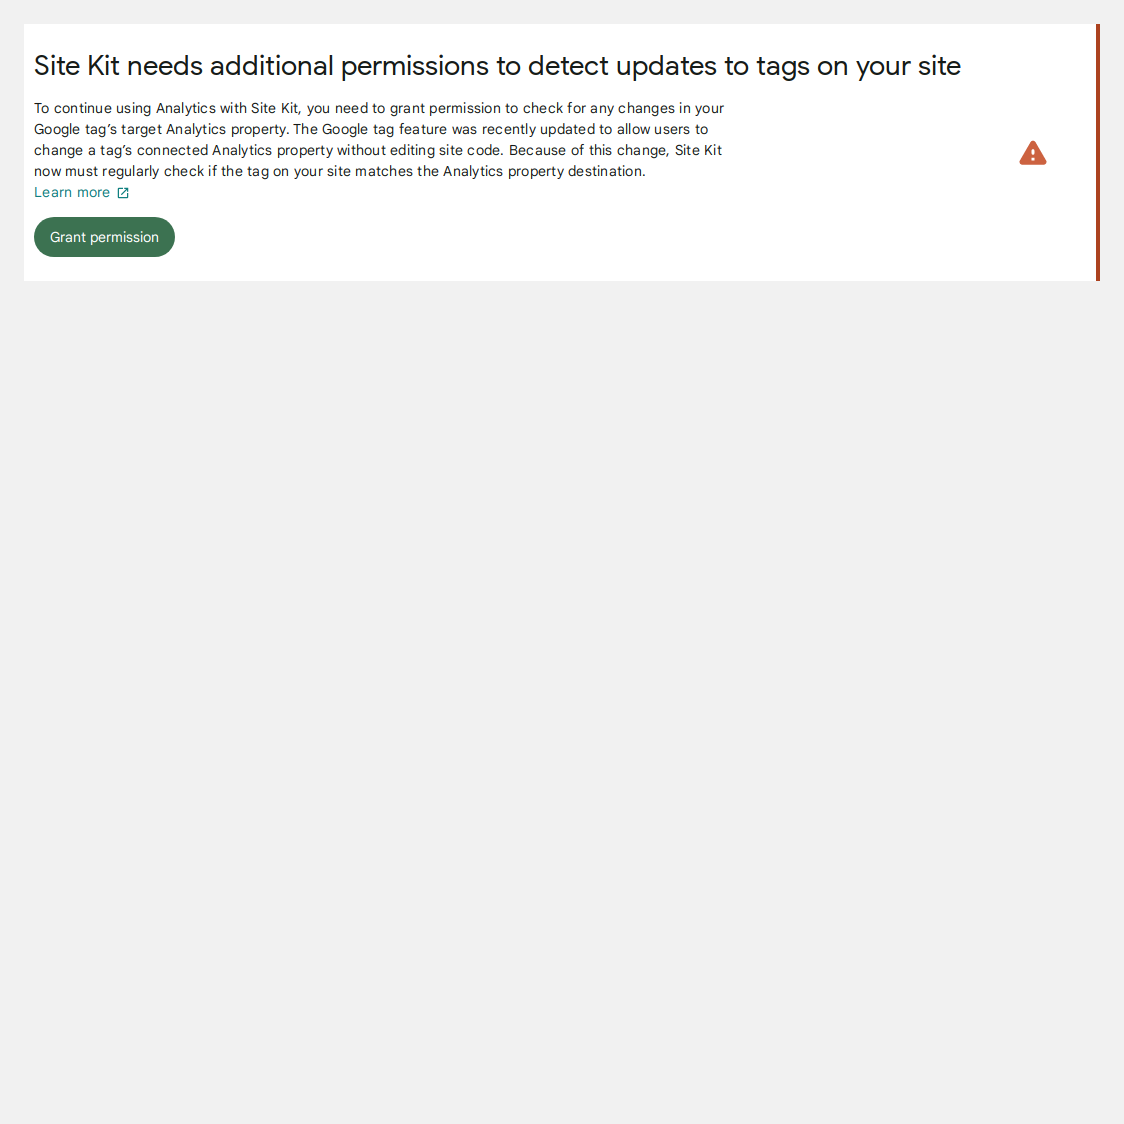 Site Kit needs additional permissions to detect updates to tags on your site
To continue using Analytics with Site Kit, you need to grant permission to check for any changes in your
Google tag’s target Analytics property. The Google tag feature was recently updated to allow users to
change a tag’s connected Analytics property without editing site code. Because of this change, Site Kit
now must regularly check if the tag on your site matches the Analytics property destination.
Learn more
Grant permission